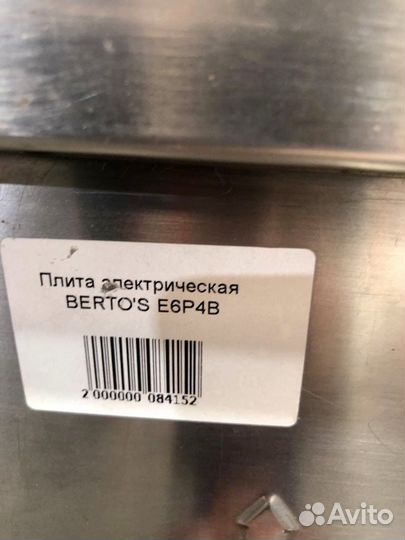 Плита электрическая
BERTO'S E6P4B
2 000000 084152
Avito